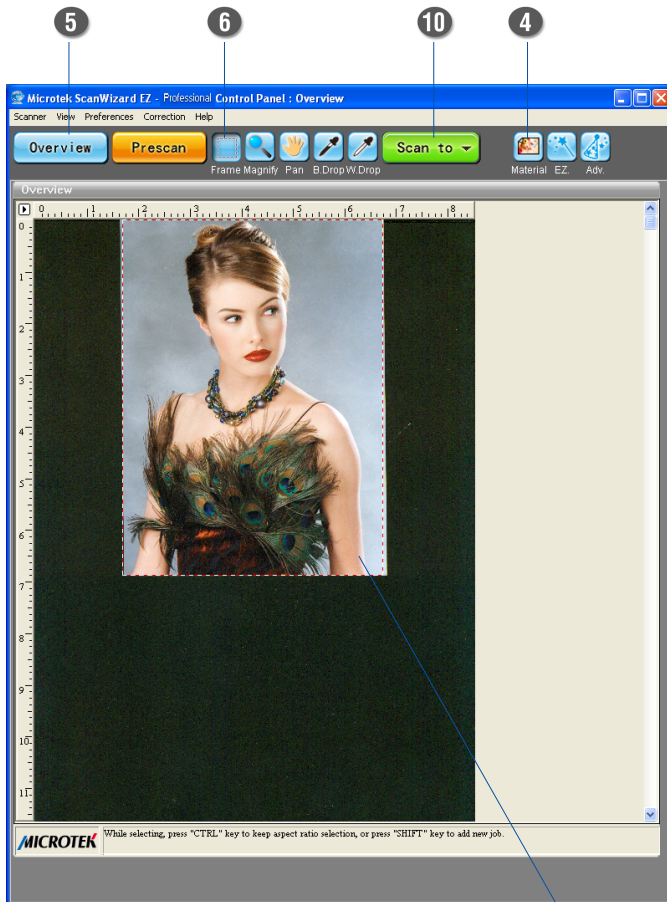 5 6 10 4
Microtek ScanWizard EZ - Professional Control Panel : Overview
Scanner View Preferences Correction Help
Overview Prescan Scan to
Frame Magnify Pan B.Drop W.Drop Material EZ. Adv.
Overview
0 1 2 3 4 5 6 7 8
0
1
2
3
4
5
6
7
8
9
10
11
MICROTEK While selecting, press "CTRL" key to keep aspect ratio selection, or press "SHIFT" key to add new job.